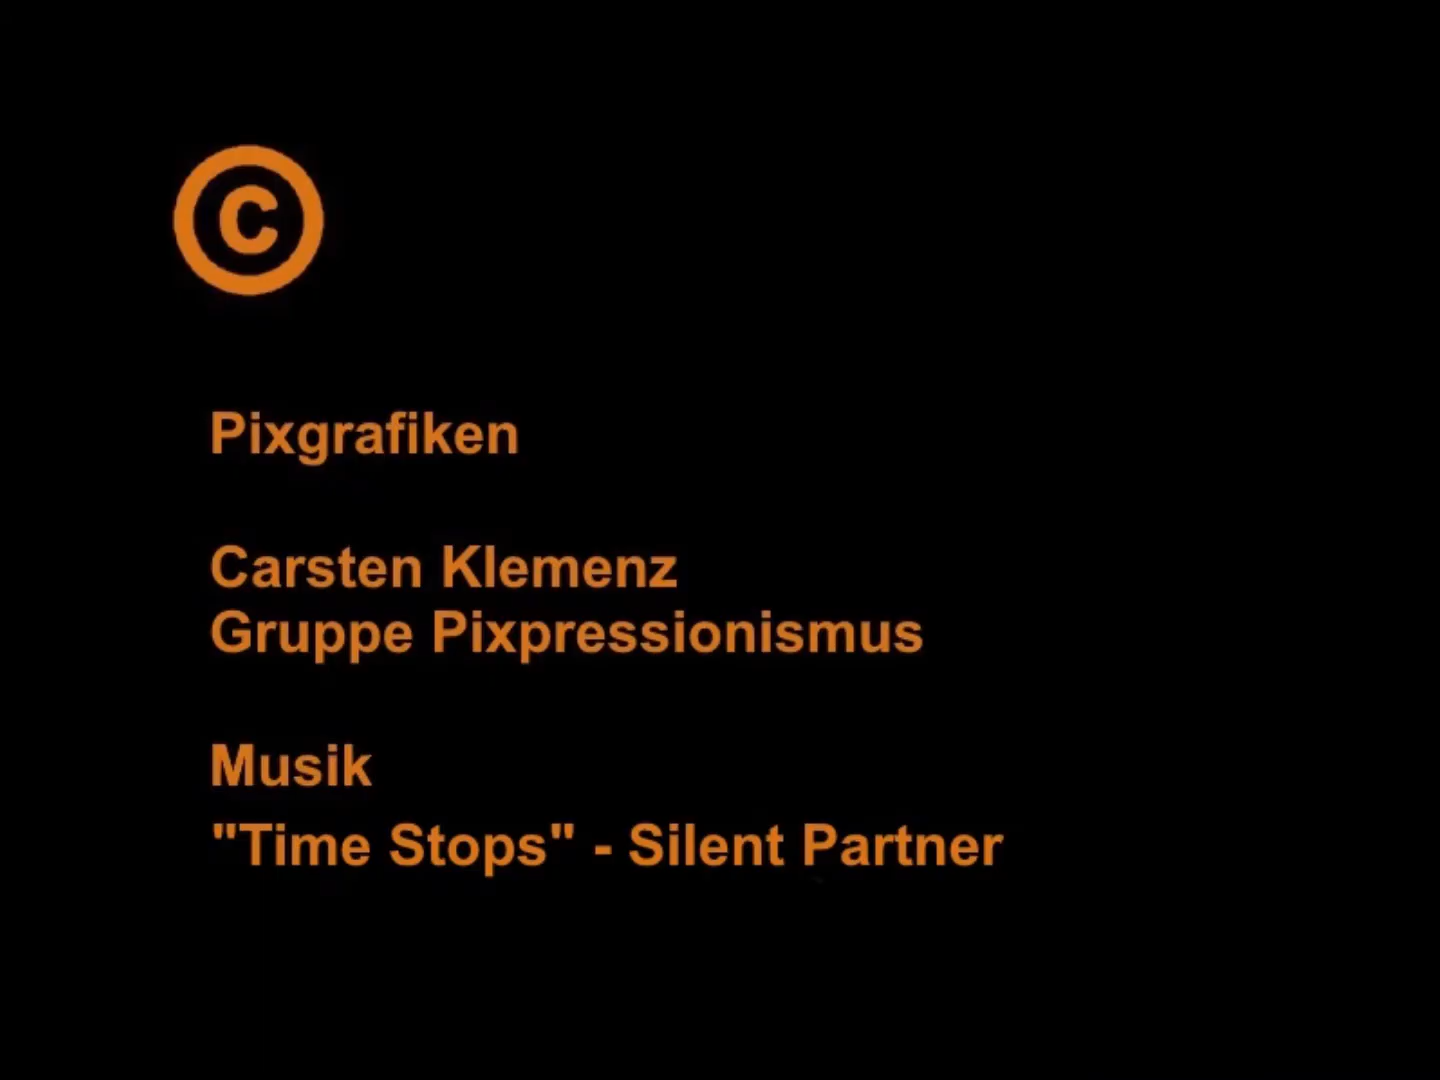 ©
Pixgrafiken
Carsten Klemenz
Gruppe Pixpressionismus
Musik
"Time Stops" - Silent Partner